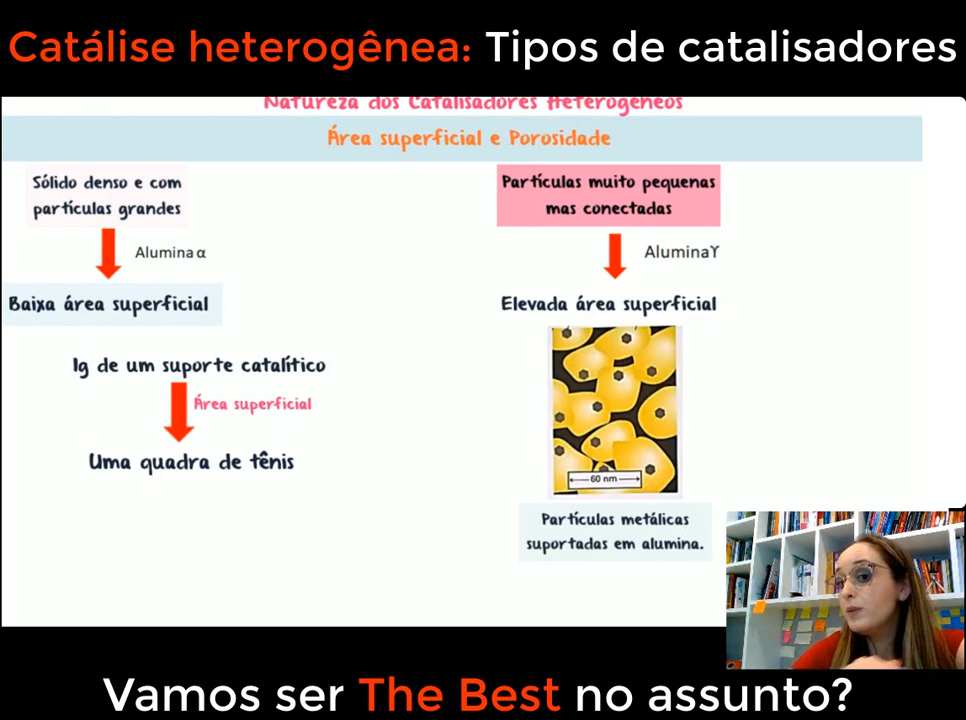 Catálise heterogênea: Tipos de catalisadores
Natureza dos Catalisadores Heterogêneos
Área superficial e Porosidade
Sólido denso e com
partículas grandes
Alumina α
Baixa área superficial
1g de um suporte catalítico
Área superficial
Uma quadra de tênis
Partículas muito pequenas
mas conectadas
Aluminaϒ
Elevada área superficial
60 nm
Partículas metálicas
suportadas em alumina.
Vamos ser The Best no assunto?